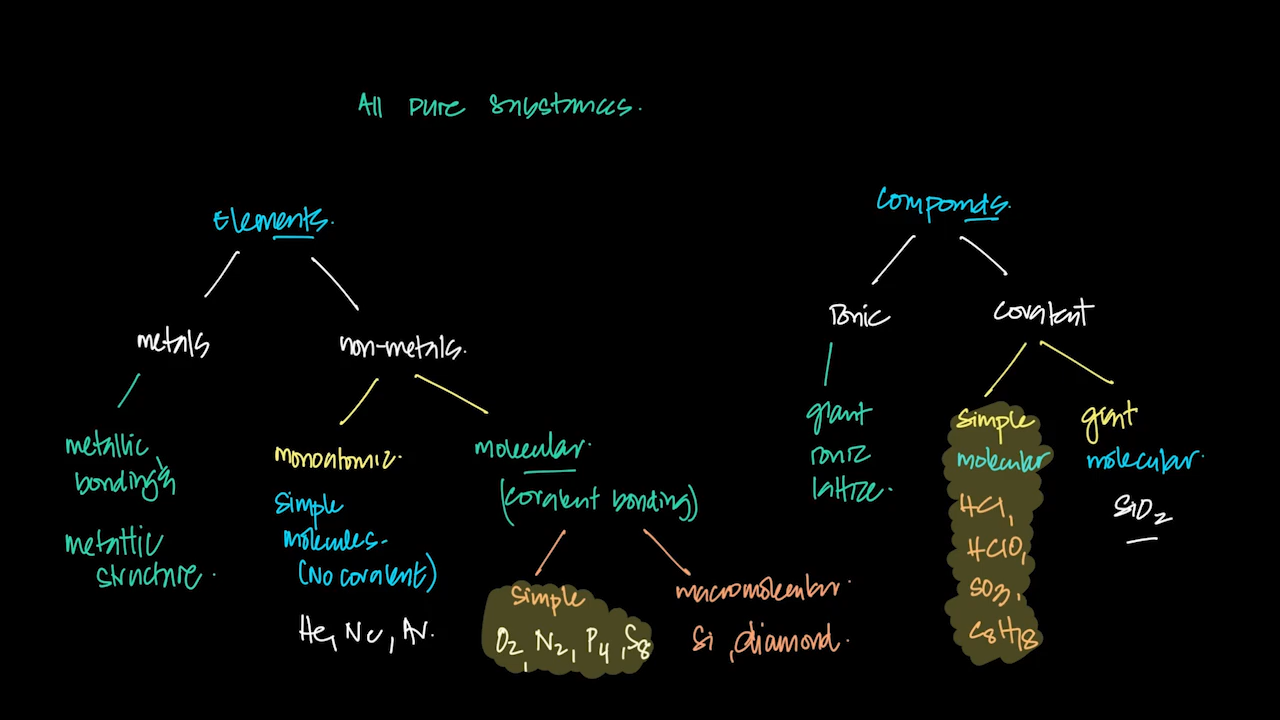 All pure substances.
Elements.
Compounds.
metals
non-metals.
Ionic
covalent
metallic
bonding
metallic
structure.
monoatomic.
simple
molecules.
(No covalent)
He, Ne, Ar.
molecular.
(covalent bonding)
simple
O2, N2, P4, S8
macromolecular.
Si, diamond.
giant
ionic
lattice.
simple
molecular
HCl,
HClO,
SO3,
C8H18
giant
molecular.
SiO2